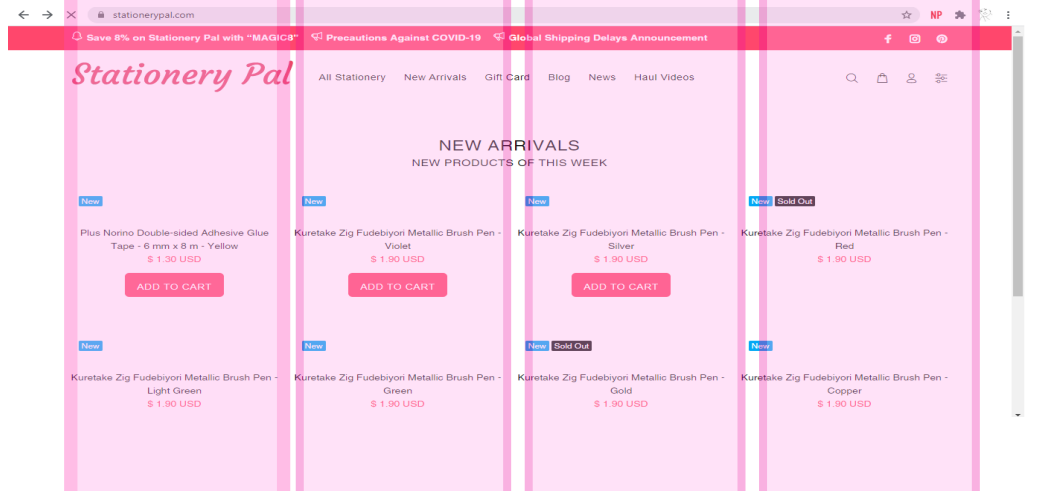 stationerypal.com
NP
Save 8% on Stationery Pal with "MAGIC8" Precautions Against COVID-19 Global Shipping Delays Announcement
Stationery Pal
All Stationery New Arrivals Gift Card Blog News Haul Videos
NEW ARRIVALS
NEW PRODUCTS OF THIS WEEK
New
Plus Norino Double-sided Adhesive Glue
Tape - 6 mm x 8 m - Yellow
$ 1.30 USD
ADD TO CART
New
Kuretake Zig Fudebiyori Metallic Brush Pen -
Violet
$ 1.90 USD
ADD TO CART
New
Kuretake Zig Fudebiyori Metallic Brush Pen -
Silver
$ 1.90 USD
ADD TO CART
New Sold Out
Kuretake Zig Fudebiyori Metallic Brush Pen -
Red
$ 1.90 USD
New
Kuretake Zig Fudebiyori Metallic Brush Pen -
Light Green
$ 1.90 USD
New
Kuretake Zig Fudebiyori Metallic Brush Pen -
Green
$ 1.90 USD
New Sold Out
Kuretake Zig Fudebiyori Metallic Brush Pen -
Gold
$ 1.90 USD
New
Kuretake Zig Fudebiyori Metallic Brush Pen -
Copper
$ 1.90 USD